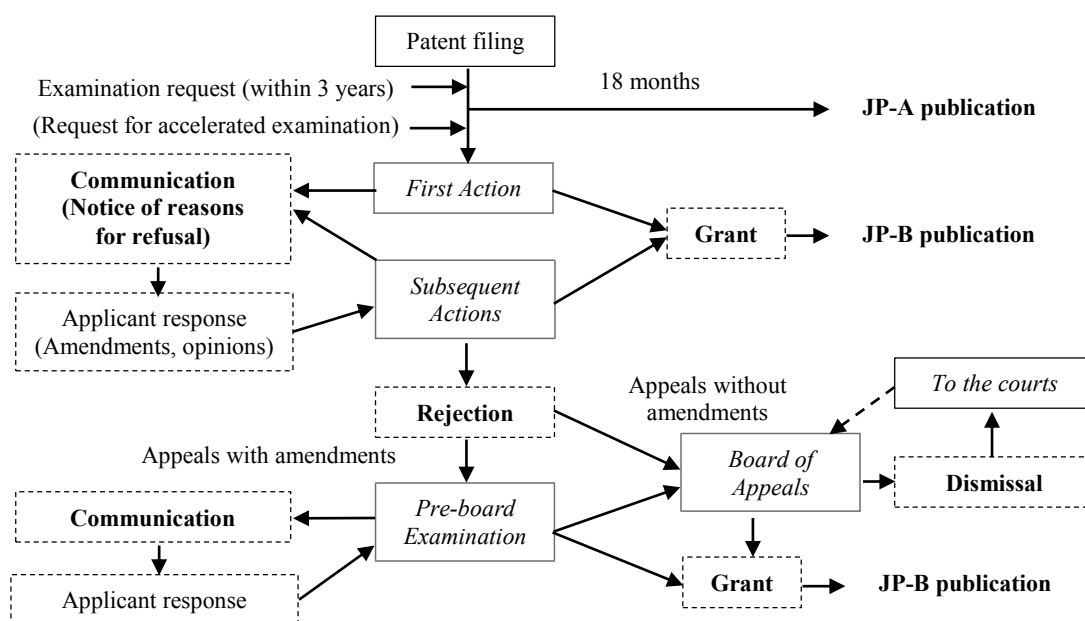 Patent filing
Examination request (within 3 years)
18 months
JP-A publication
(Request for accelerated examination)
Communication
(Notice of reasons
for refusal)
First Action
Grant
JP-B publication
Subsequent
Actions
Applicant response
(Amendments, opinions)
Rejection
Appeals without
amendments
To the courts
Appeals with amendments
Board of
Appeals
Dismissal
Communication
Pre-board
Examination
Applicant response
Grant
JP-B publication